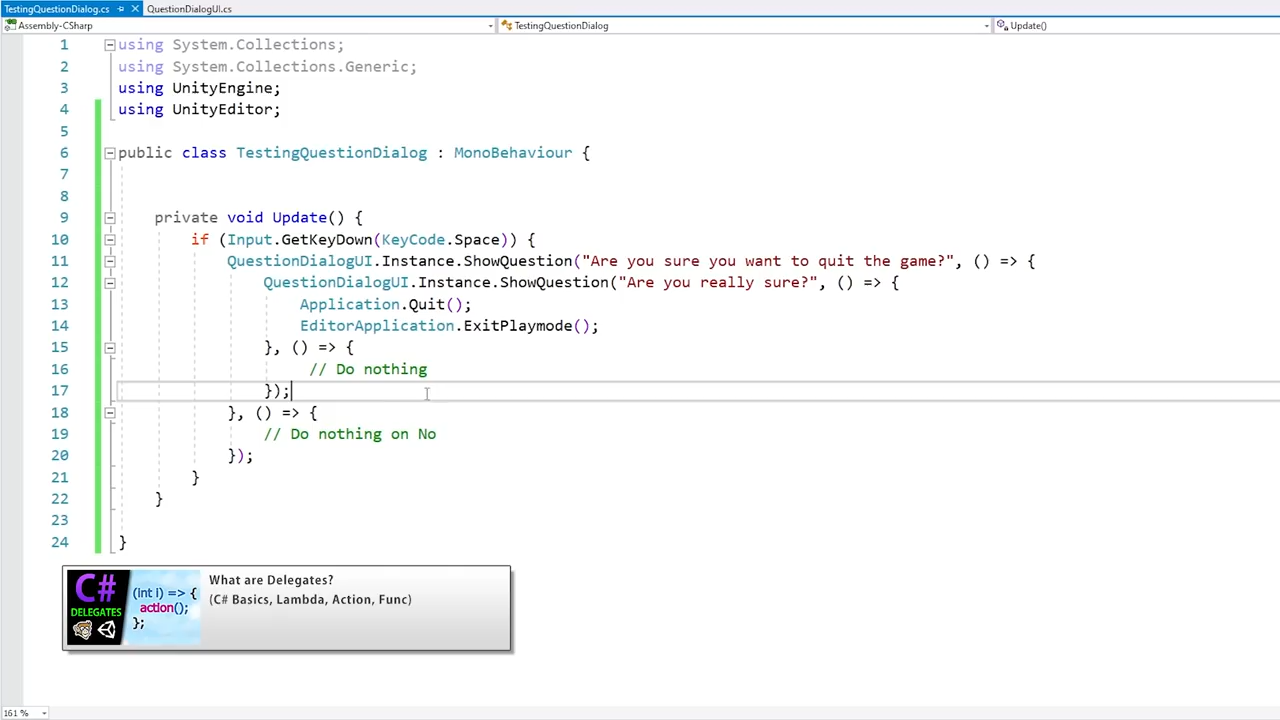 TestingQuestionDialog.cs
QuestionDialogUI.cs
Assembly-CSharp
TestingQuestionDialog
Update()
1 using System.Collections;
2 using System.Collections.Generic;
3 using UnityEngine;
4 using UnityEditor;
5
6 public class TestingQuestionDialog : MonoBehaviour {
7
8
9 private void Update() {
10 if (Input.GetKeyDown(KeyCode.Space)) {
11 QuestionDialogUI.Instance.ShowQuestion("Are you sure you want to quit the game?", () => {
12 QuestionDialogUI.Instance.ShowQuestion("Are you really sure?", () => {
13 Application.Quit();
14 EditorApplication.ExitPlaymode();
15 }, () => {
16 // Do nothing
17 });
18 }, () => {
19 // Do nothing on No
20 });
21 }
22 }
23
24 }
C#
DELEGATES
(int i) => {
action();
};
What are Delegates?
(C# Basics, Lambda, Action, Func)
161 %